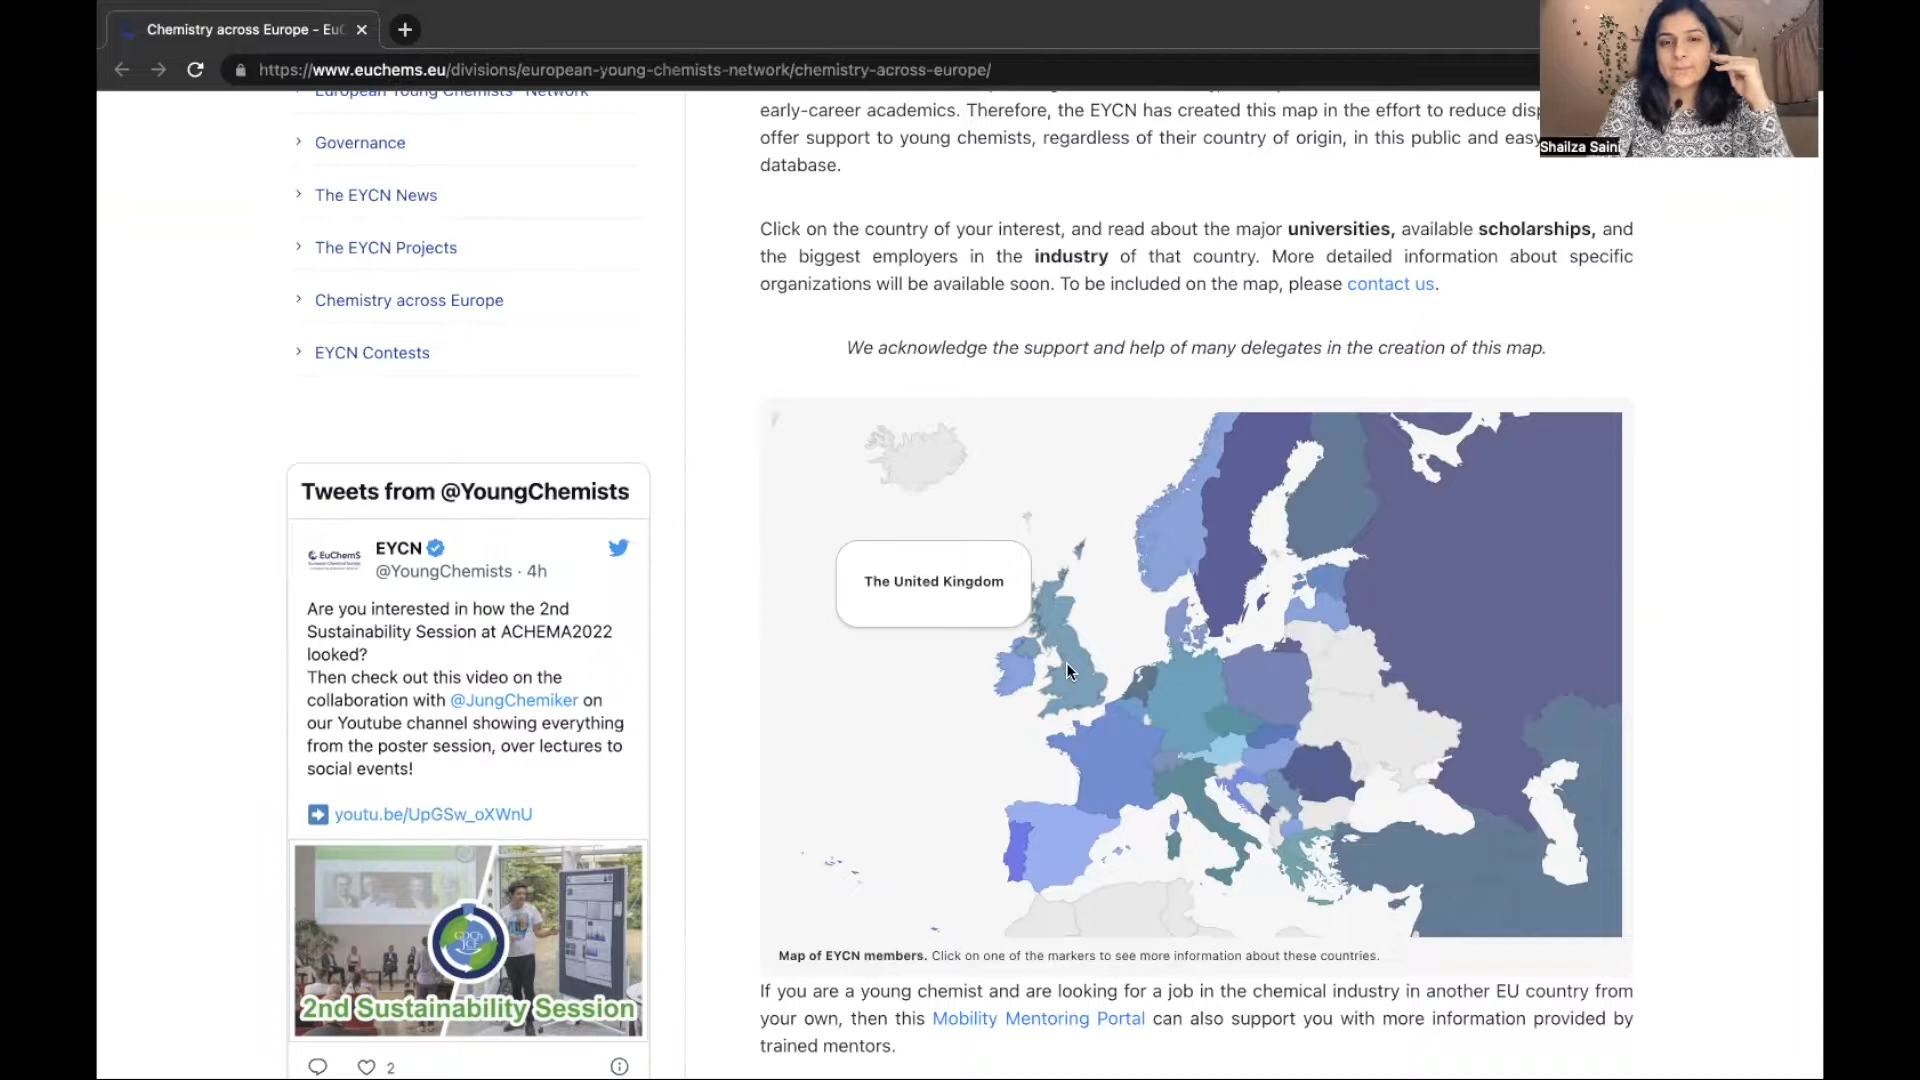 Chemistry across Europe - EuC
https://www.euchems.eu/divisions/european-young-chemists-network/chemistry-across-europe/
Shailza Saini
European Young Chemists' Network
Governance
The EYCN News
The EYCN Projects
Chemistry across Europe
EYCN Contests
Tweets from @YoungChemists
EuChemS
EYCN
@YoungChemists · 4h
Are you interested in how the 2nd
Sustainability Session at ACHEMA2022
looked?
Then check out this video on the
collaboration with @JungChemiker on
our Youtube channel showing everything
from the poster session, over lectures to
social events!
youtu.be/UpGSw_oXWnU
GDCh
JCF
2nd Sustainability Session
2
early-career academics. Therefore, the EYCN has created this map in the effort to reduce
offer support to young chemists, regardless of their country of origin, in this public and easy
database.
Click on the country of your interest, and read about the major universities, available scholarships, and
the biggest employers in the industry of that country. More detailed information about specific
organizations will be available soon. To be included on the map, please contact us.
We acknowledge the support and help of many delegates in the creation of this map.
The United Kingdom
Map of EYCN members. Click on one of the markers to see more information about these countries.
If you are a young chemist and are looking for a job in the chemical industry in another EU country from
your own, then this Mobility Mentoring Portal can also support you with more information provided by
trained mentors.